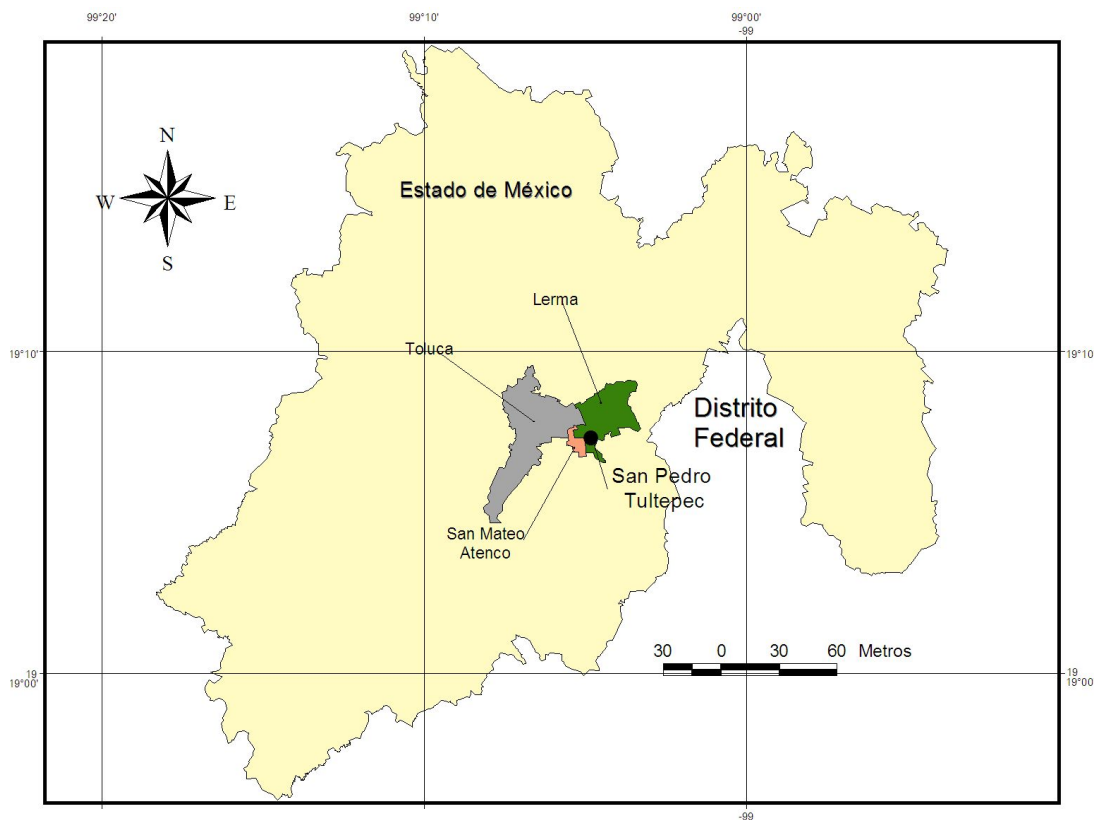 99°20'
99°10'
99°00'
-99
N
W
E
S
Estado de México
Lerma
19°10'
Toluca
19°10'
Distrito
Federal
San Pedro
Tultepec
San Mateo
Atenco
30 0 30 60 Metros
19
19°00'
19
19°00
-99